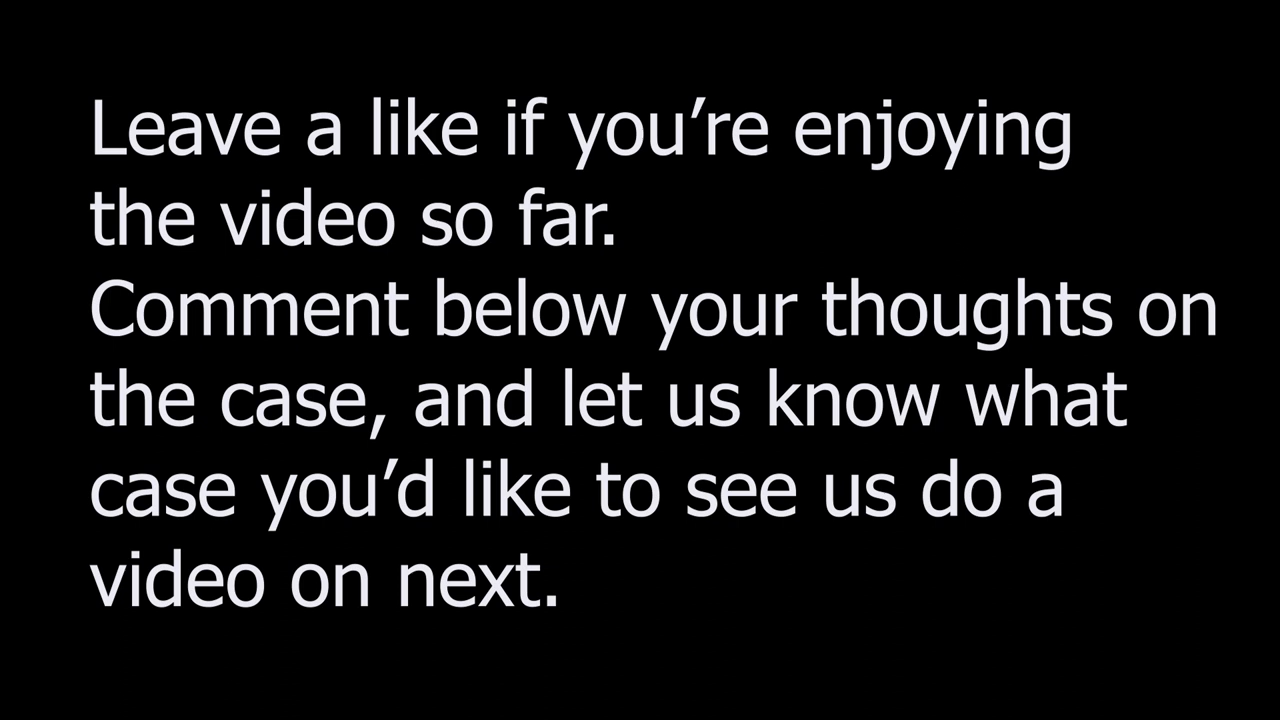 Leave a like if you’re enjoying
the video so far.
Comment below your thoughts on
the case, and let us know what
case you’d like to see us do a
video on next.